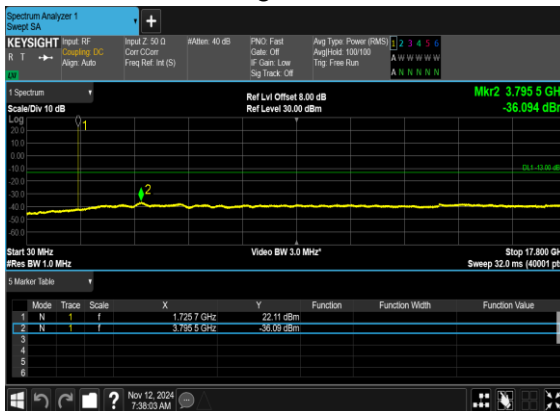 Spectrum Analyzer 1
Swept SA
KEYSIGHT
R T
Input: RF
Coupling: DC
Align: Auto
Input Z: 50 Ω
Corr CCorr
Freq Ref: Int (S)
#Atten: 40 dB
PNO: Fast
Gate: Off
IF Gain: Low
Sig Track: Off
Avg Type: Power (RMS)
Avg|Hold: 100/100
Trig: Free Run
1 2 3 4 5 6
A W W W W W
A N N N N N
1 Spectrum
Scale/Div 10 dB
Ref Lvl Offset 8.00 dB
Ref Level 30.00 dBm
Mkr2 3.795 5 GH
-36.094 dB
Log
20.0
10.0
0.00
-10.0
-20.0
-30.0
-40.0
-50.0
-60.0
1
2
DL1 -13.00 dB
Start 30 MHz
#Res BW 1.0 MHz
Video BW 3.0 MHz*
Stop 17.800 GH
Sweep 32.0 ms (40001 pt
5 Marker Table
Mode Trace Scale X Y Function Function Width Function Value
1 N 1 f 1.725 7 GHz 22.11 dBm
2 N 1 f 3.795 5 GHz -36.09 dBm
3
4
5
6
?
Nov 12, 2024
7:38:03 AM